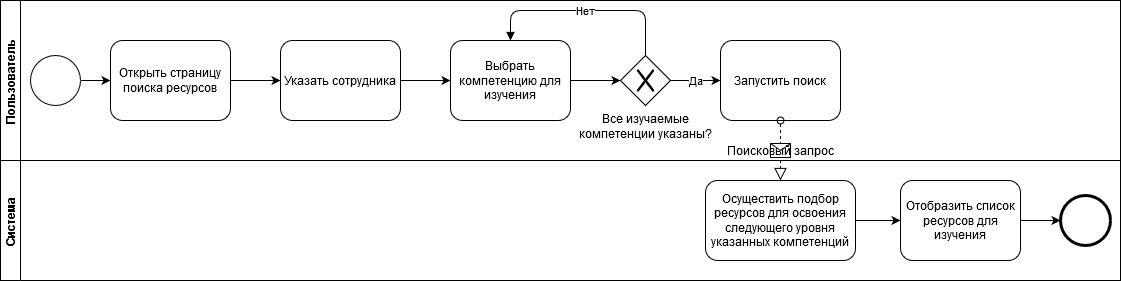 Пользователь
Открыть страницу
поиска ресурсов
Указать сотрудника
Выбрать
компетенцию для
изучения
Нет
Все изучаемые
компетенции указаны?
Да
Запустить поиск
Поисковый запрос
Система
Осуществить подбор
ресурсов для освоения
следующего уровня
указанных компетенций
Отобразить список
ресурсов для
изучения